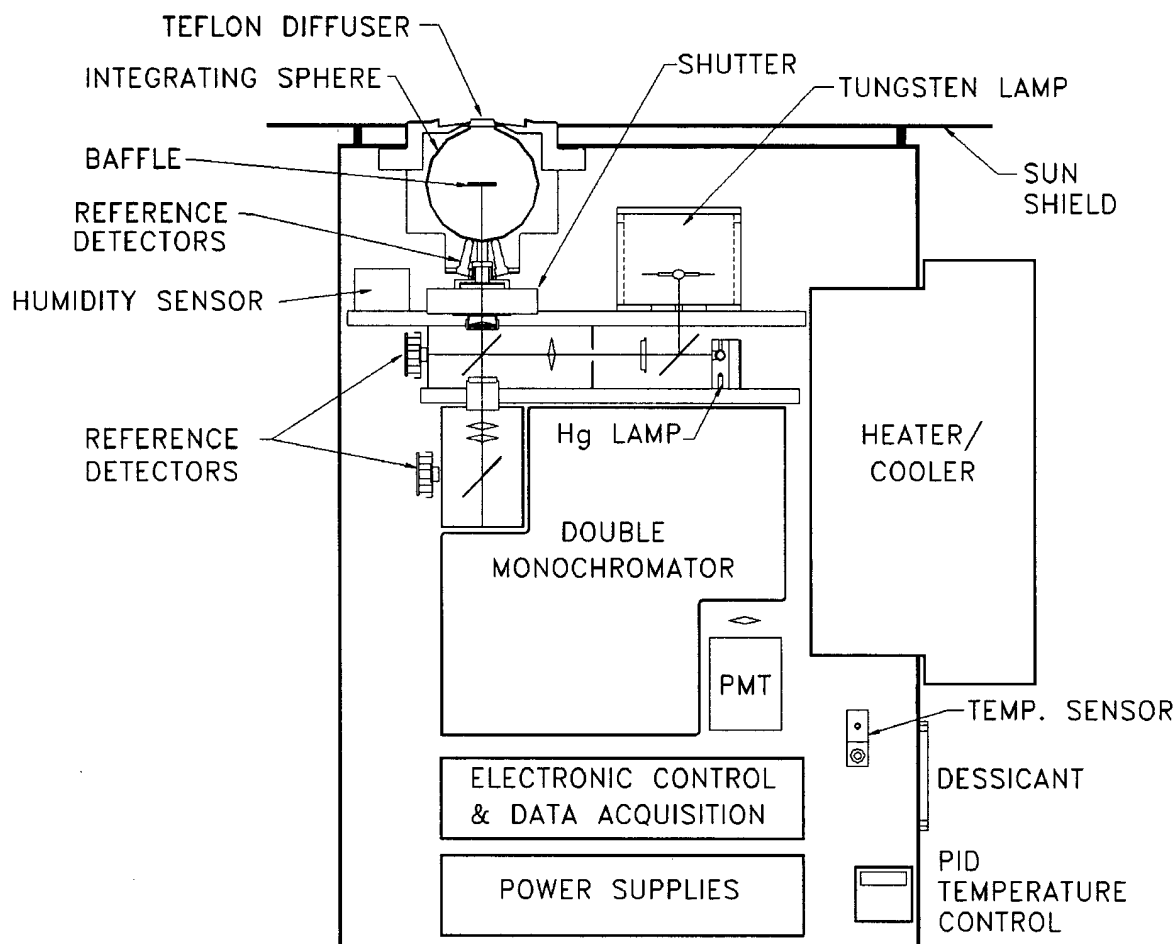 TEFLON DIFFUSER
INTEGRATING SPHERE
SHUTTER
TUNGSTEN LAMP
BAFFLE
SUN
SHIELD
REFERENCE
DETECTORS
HUMIDITY SENSOR
Hg LAMP
REFERENCE
DETECTORS
HEATER/
COOLER
DOUBLE
MONOCHROMATOR
PMT
TEMP. SENSOR
ELECTRONIC CONTROL
& DATA ACQUISITION
DESSICANT
POWER SUPPLIES
PID
TEMPERATURE
CONTROL